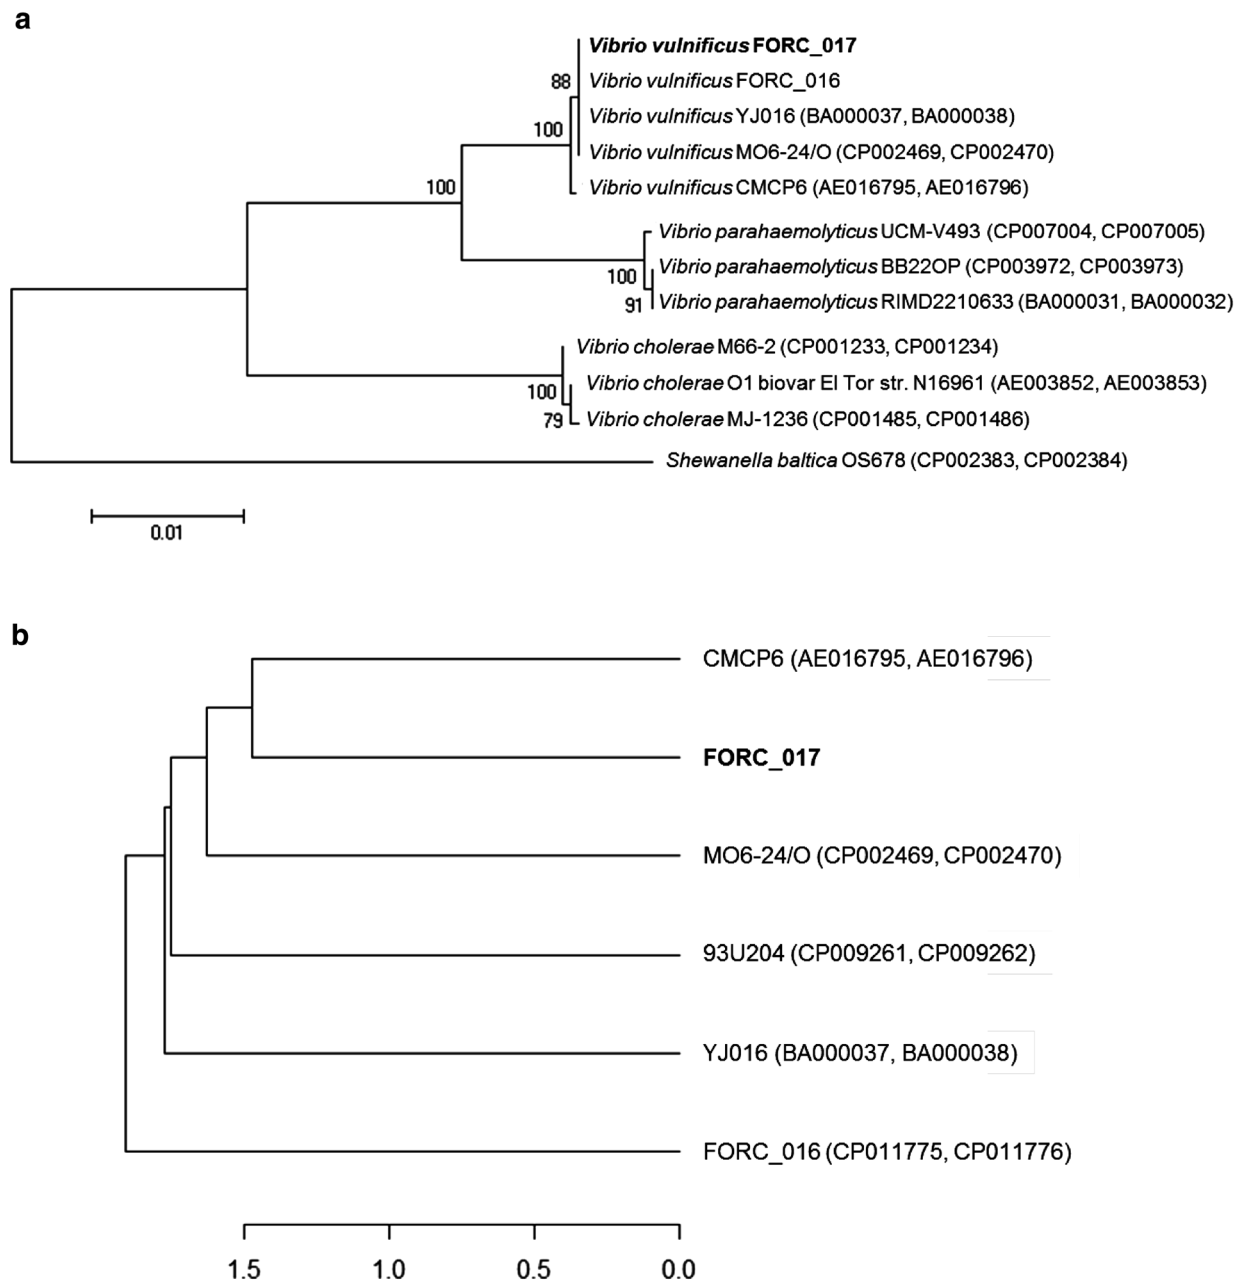 a
Vibrio vulnificus FORC_017
88
Vibrio vulnificus FORC_016
Vibrio vulnificus YJ016 (BA000037, BA000038)
100
Vibrio vulnificus MO6-24/O (CP002469, CP002470)
100
Vibrio vulnificus CMCP6 (AE016795, AE016796)
Vibrio parahaemolyticus UCM-V493 (CP007004, CP007005)
Vibrio parahaemolyticus BB22OP (CP003972, CP003973)
100
91
Vibrio parahaemolyticus RIMD2210633 (BA000031, BA000032)
Vibrio cholerae M66-2 (CP001233, CP001234)
Vibrio cholerae O1 biovar El Tor str. N16961 (AE003852, AE003853)
100
79
Vibrio cholerae MJ-1236 (CP001485, CP001486)
Shewanella baltica OS678 (CP002383, CP002384)
0.01
b
CMCP6 (AE016795, AE016796)
FORC_017
MO6-24/O (CP002469, CP002470)
93U204 (CP009261, CP009262)
YJ016 (BA000037, BA000038)
FORC_016 (CP011775, CP011776)
1.5 1.0 0.5 0.0